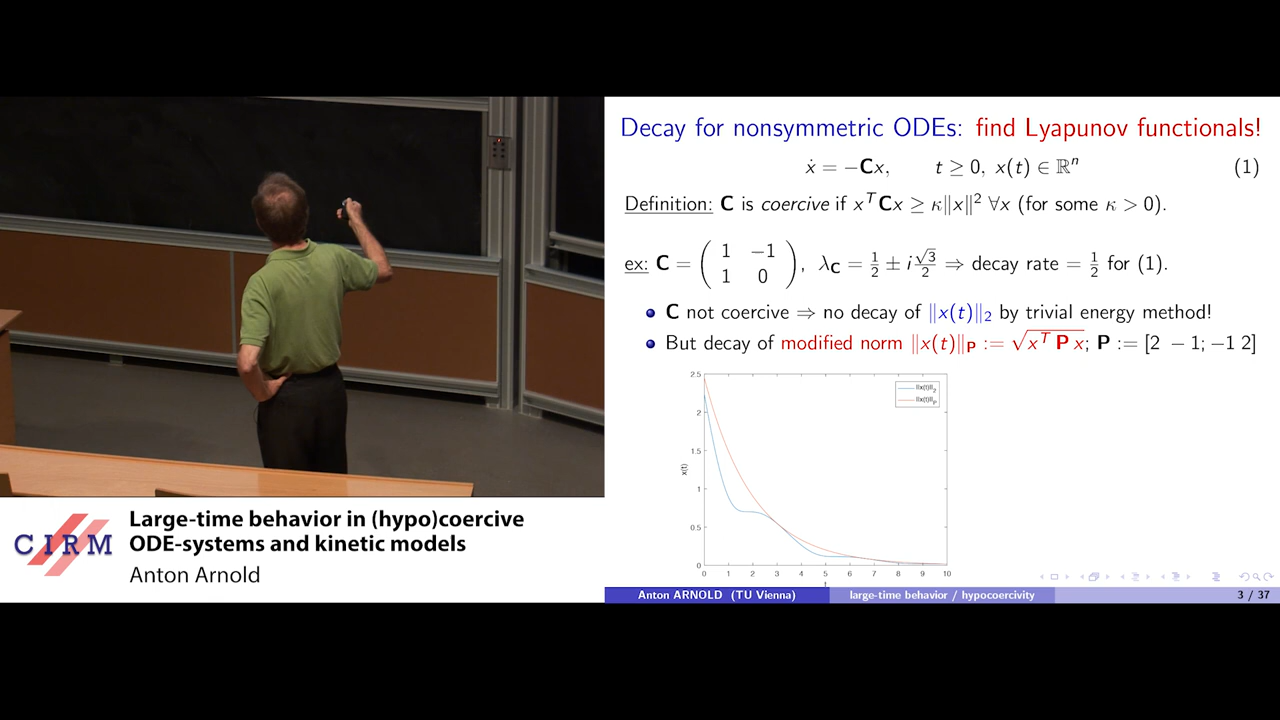 Decay for nonsymmetric ODEs: find Lyapunov functionals!
ẋ = −Cx, t ≥ 0, x(t) ∈ ℝⁿ (1)
Definition: C is coercive if xᵀCx ≥ κ‖x‖² ∀x (for some κ > 0).
ex: C = ( 1 −1 ; 1 0 ), λ_C = 1/2 ± i √3/2 ⇒ decay rate = 1/2 for (1).
C not coercive ⇒ no decay of ‖x(t)‖₂ by trivial energy method!
But decay of modified norm ‖x(t)‖_P := √(xᵀ P x); P := [2 − 1; −1 2]
2.5
2
1.5
1
0.5
0
x(t)
||x(t)||₂
||x(t)||_P
0 1 2 3 4 5 6 7 8 9 10
t
Anton ARNOLD (TU Vienna) large-time behavior / hypocoercivity 3 / 37
CIRM
Large-time behavior in (hypo)coercive
ODE-systems and kinetic models
Anton Arnold